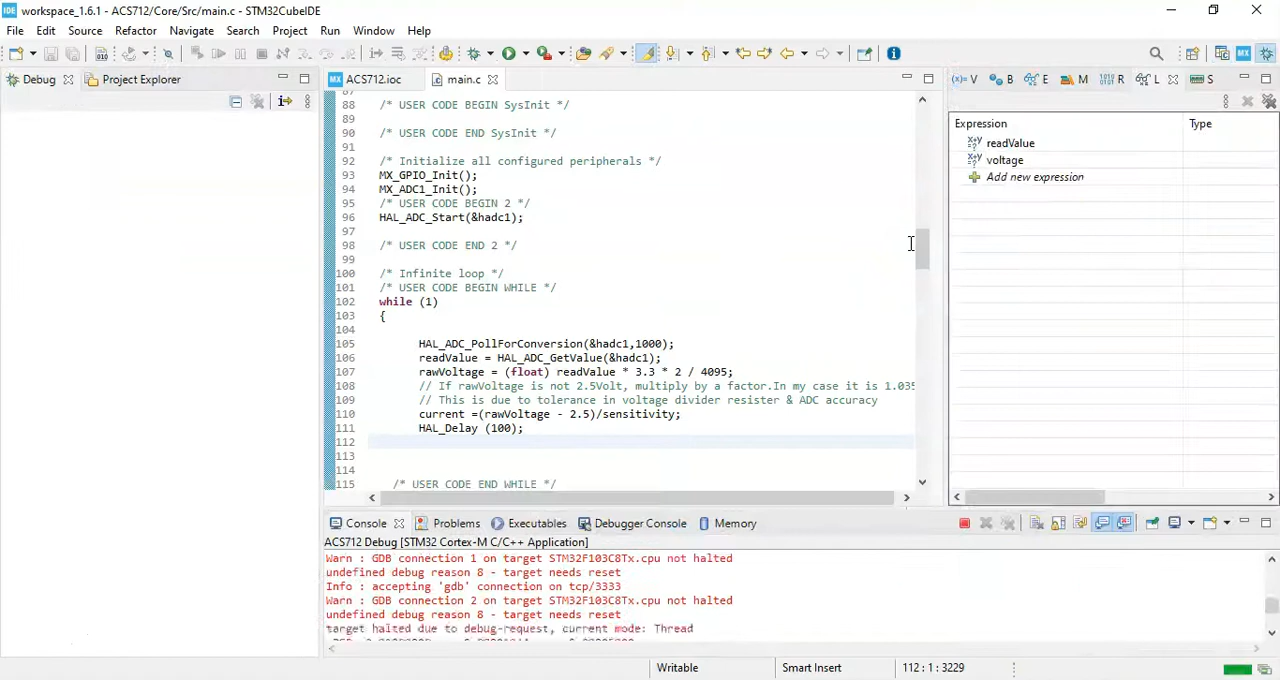 IDE workspace_1.6.1 - ACS712/Core/Src/main.c - STM32CubeIDE
File Edit Source Refactor Navigate Search Project Run Window Help
Debug Project Explorer
MX ACS712.ioc main.c
(x)= V B E M 1010 0101 R L S
87
88 /* USER CODE BEGIN SysInit */
89
90 /* USER CODE END SysInit */
91
92 /* Initialize all configured peripherals */
93 MX_GPIO_Init();
94 MX_ADC1_Init();
95 /* USER CODE BEGIN 2 */
96 HAL_ADC_Start(&hadc1);
97
98 /* USER CODE END 2 */
99
100 /* Infinite loop */
101 /* USER CODE BEGIN WHILE */
102 while (1)
103 {
104
105 HAL_ADC_PollForConversion(&hadc1,1000);
106 readValue = HAL_ADC_GetValue(&hadc1);
107 rawVoltage = (float) readValue * 3.3 * 2 / 4095;
108 // If rawVoltage is not 2.5Volt, multiply by a factor.In my case it is 1.035
109 // This is due to tolerance in voltage divider resister & ADC accuracy
110 current =(rawVoltage - 2.5)/sensitivity;
111 HAL_Delay (100);
112
113
114
115 /* USER CODE END WHILE */
Expression Type
readValue
voltage
Add new expression
Console Problems Executables Debugger Console Memory
ACS712 Debug [STM32 Cortex-M C/C++ Application]
Warn : GDB connection 1 on target STM32F103C8Tx.cpu not halted
undefined debug reason 8 - target needs reset
Info : accepting 'gdb' connection on tcp/3333
Warn : GDB connection 2 on target STM32F103C8Tx.cpu not halted
undefined debug reason 8 - target needs reset
target halted due to debug-request, current mode: Thread
Writable Smart Insert 112 : 1 : 3229